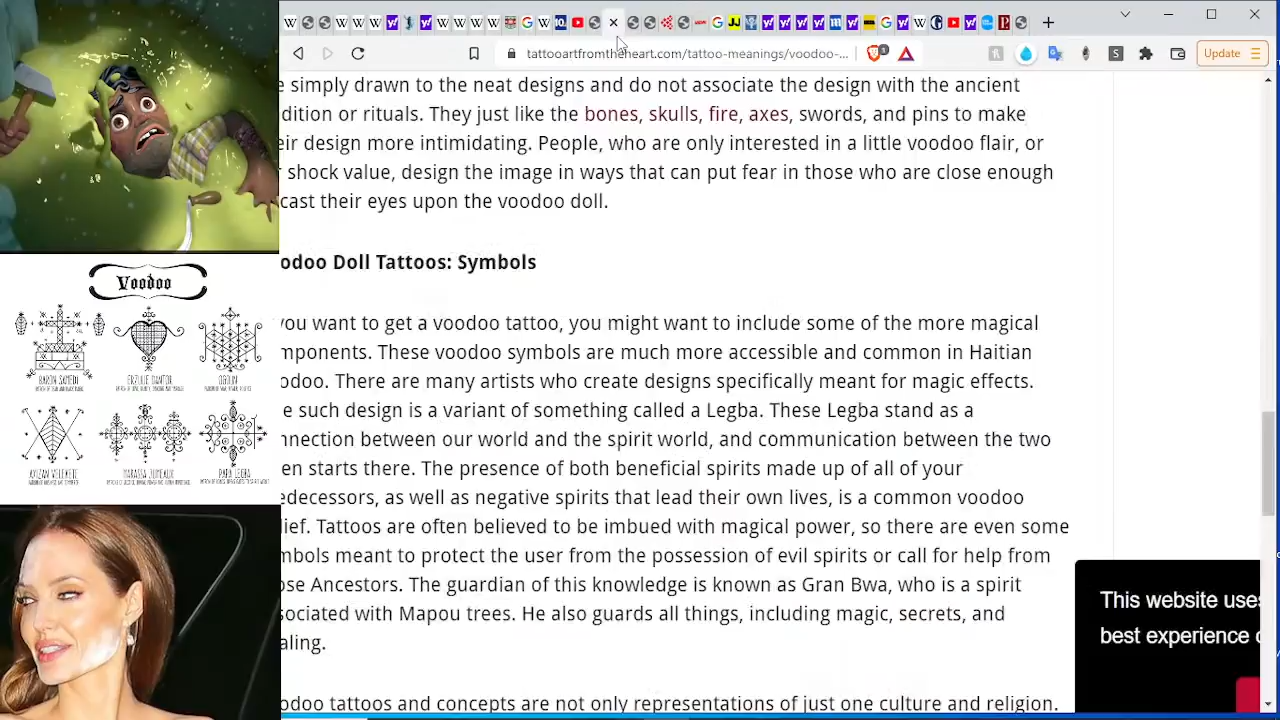 Update
tattooartfromtheheart.com/tattoo-meanings/voodoo-...
e simply drawn to the neat designs and do not associate the design with the ancient
dition or rituals. They just like the bones, skulls, fire, axes, swords, and pins to make
eir design more intimidating. People, who are only interested in a little voodoo flair, or
shock value, design the image in ways that can put fear in those who are close enough
cast their eyes upon the voodoo doll.
odoo Doll Tattoos: Symbols
you want to get a voodoo tattoo, you might want to include some of the more magical
mponents. These voodoo symbols are much more accessible and common in Haitian
odoo. There are many artists who create designs specifically meant for magic effects.
e such design is a variant of something called a Legba. These Legba stand as a
nnection between our world and the spirit world, and communication between the two
en starts there. The presence of both beneficial spirits made up of all of your
edecessors, as well as negative spirits that lead their own lives, is a common voodoo
lief. Tattoos are often believed to be imbued with magical power, so there are even some
mbols meant to protect the user from the possession of evil spirits or call for help from
ose Ancestors. The guardian of this knowledge is known as Gran Bwa, who is a spirit
sociated with Mapou trees. He also guards all things, including magic, secrets, and
aling.
odoo tattoos and concepts are not only representations of just one culture and religion.
Voodoo
BARON SAMEDI
ERZULIE DANTOR
OGOUN
AYIZAN VELEKETE
MARASSA JUMEAUX
PAPA LEGBA
This website uses
best experience